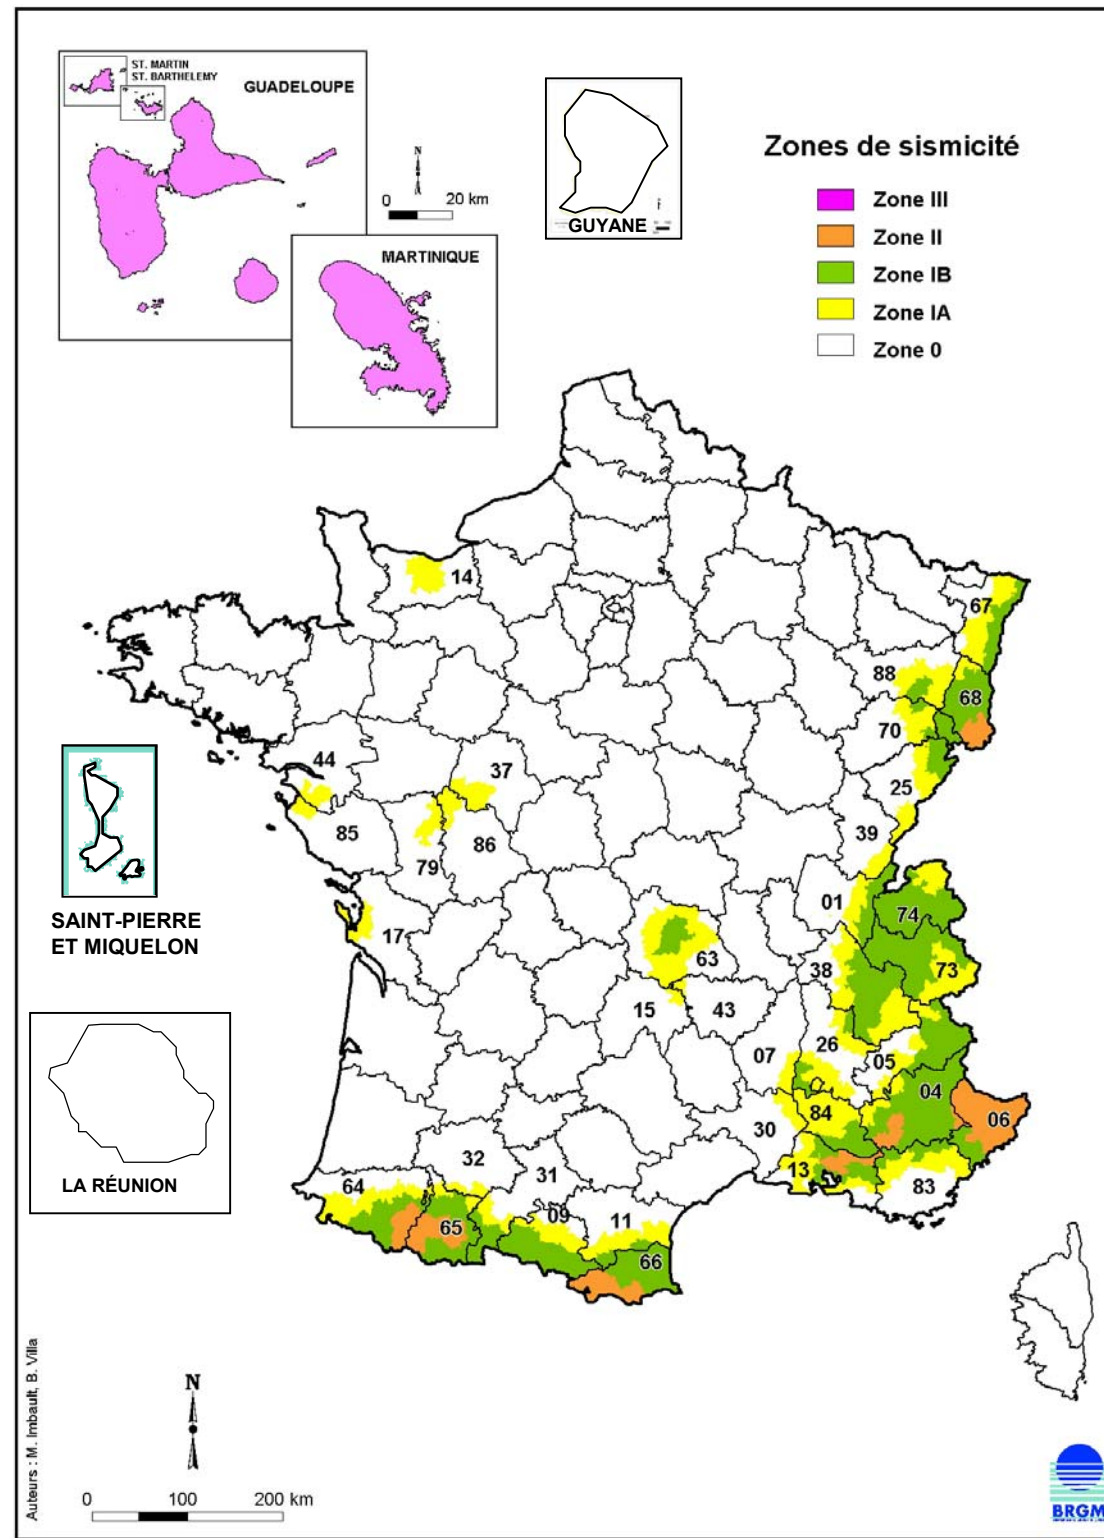 ST. MARTIN
ST. BARTHELEMY
GUADELOUPE
N
0 20 km
MARTINIQUE
GUYANE
Zones de sismicité
Zone III
Zone II
Zone IB
Zone IA
Zone 0
14
67
88
68
70
44
37
25
85
86
39
79
01
74
17
63
38
73
15
43
26
07
05
04
84
06
30
32
31
13
64
83
09
11
65
66
SAINT-PIERRE
ET MIQUELON
LA RÉUNION
N
0 100 200 km
Auteurs : M. Imbault, B. Villa
BRGM